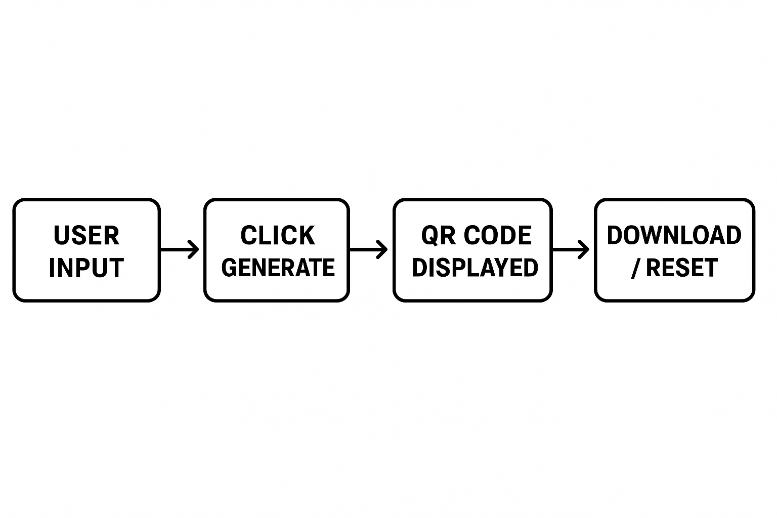 USER
INPUT
CLICK
GENERATE
QR CODE
DISPLAYED
DOWNLOAD
/ RESET